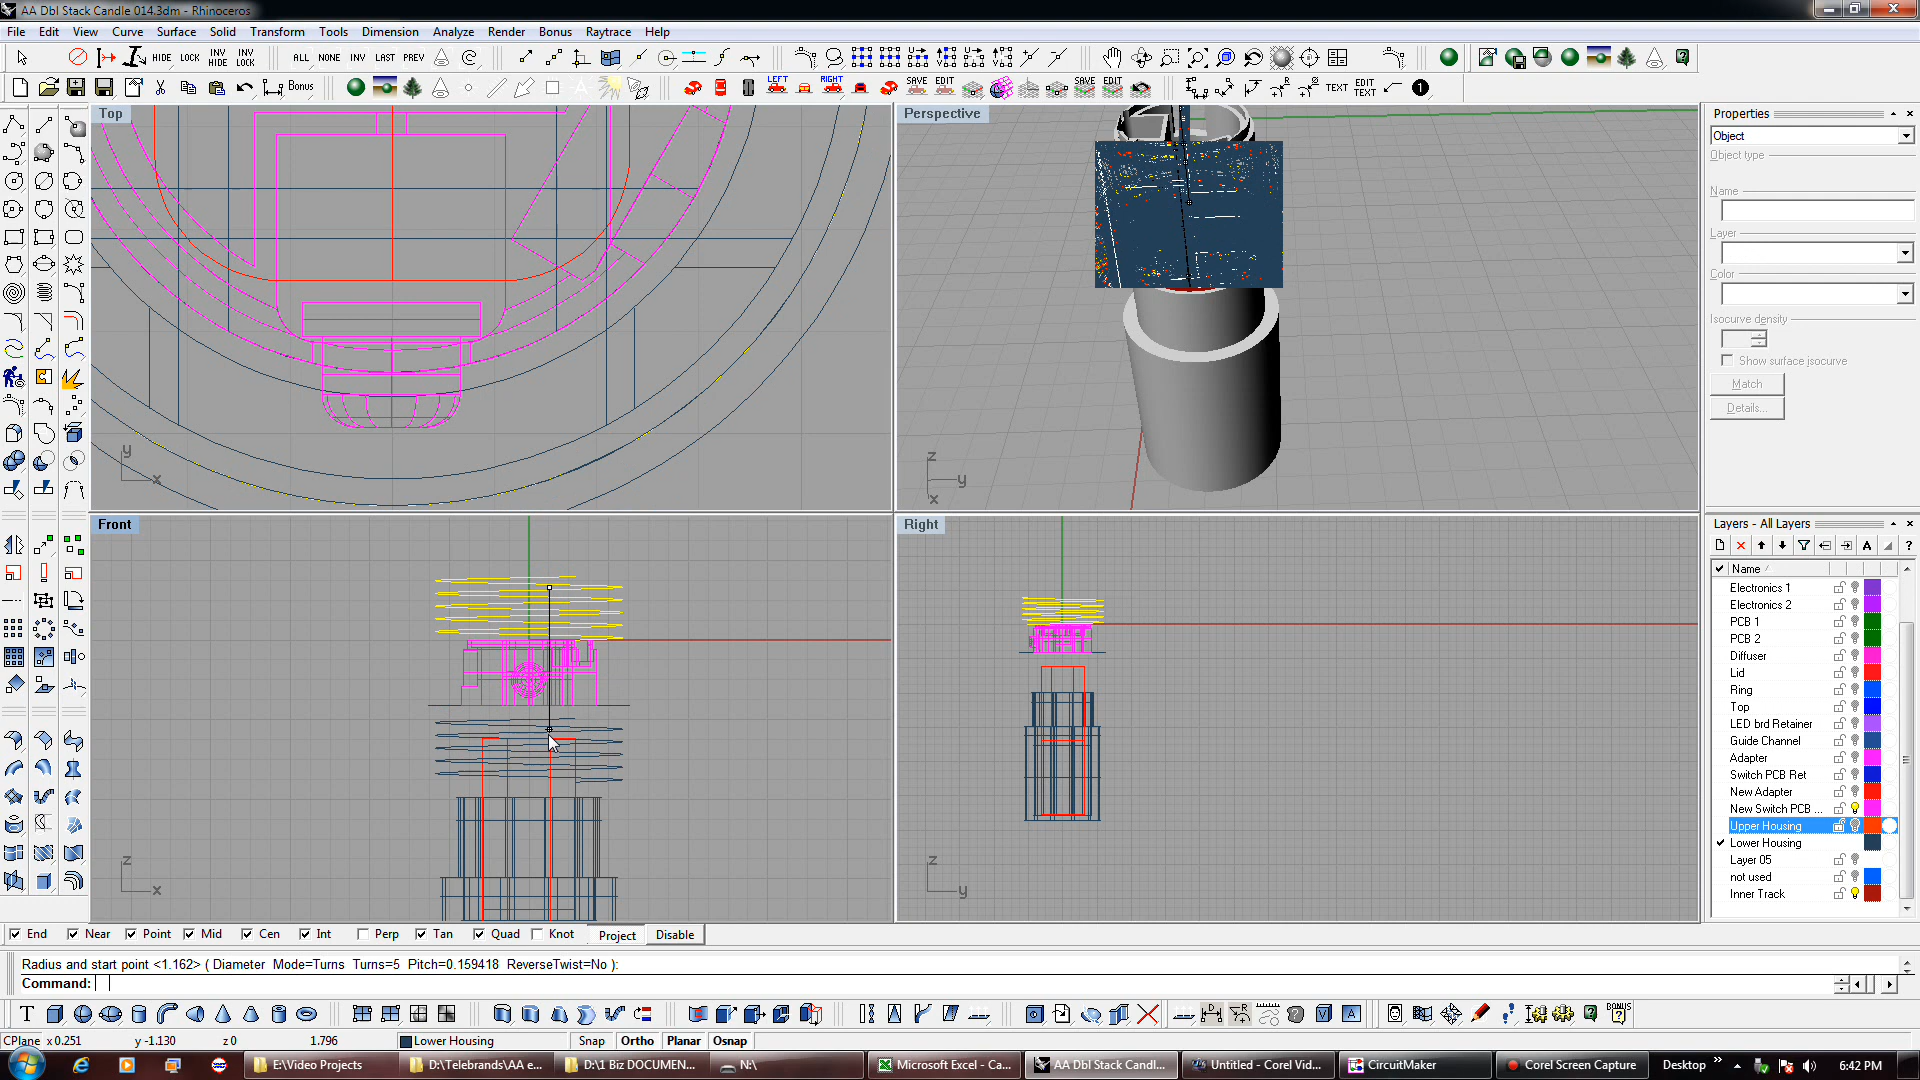 AA Dbl Stack Candle 014.3dm - Rhinoceros
File Edit View Curve Surface Solid Transform Tools Dimension Analyze Render Bonus Raytrace Help
HIDE LOCK INV HIDE INV LOCK ALL NONE INV LAST PREV
Bonus LEFT RIGHT SAVE EDIT SAVE EDIT TEXT EDIT TEXT 1
Top
Perspective
Properties
Object
Object type
Name
Layer
Color
Isocurve density
Show surface isocurve
Match
Details...
y
x
z
y
x
Front
Right
Layers - All Layers
Name
Electronics 1
Electronics 2
PCB 1
PCB 2
Diffuser
Lid
Ring
Top
LED brd Retainer
Guide Channel
Adapter
Switch PCB Ret
New Adapter
New Switch PCB ...
Upper Housing
Lower Housing
Layer 05
not used
Inner Track
z
x
z
y
End Near Point Mid Cen Int Perp Tan Quad Knot Project Disable
Radius and start point <1.162> ( Diameter Mode=Turns Turns=5 Pitch=0.159418 ReverseTwist=No ):
Command:
CPlane x 0.251 y -1.130 z 0 1.796 Lower Housing Snap Ortho Planar Osnap
E:\Video Projects D:\Telebrands\AA e... D:\1 Biz DOCUMEN... N:\ Microsoft Excel - Ca... AA Dbl Stack Candl... Untitled - Corel Vid... CircuitMaker Corel Screen Capture Desktop 6:42 PM